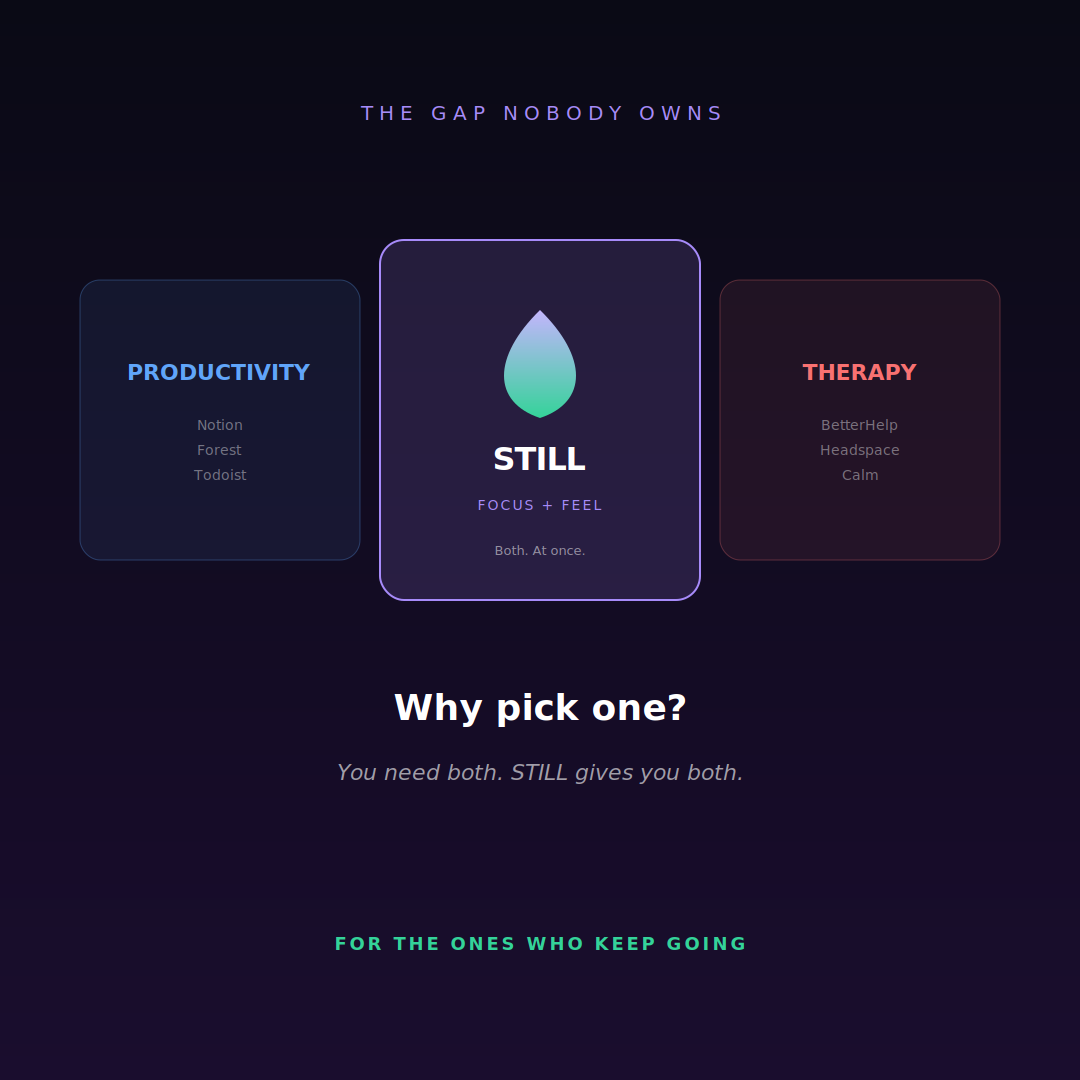 THE GAP NOBODY OWNS
PRODUCTIVITY
Notion
Forest
Todoist
STILL
FOCUS + FEEL
Both. At once.
THERAPY
BetterHelp
Headspace
Calm
Why pick one?
You need both. STILL gives you both.
FOR THE ONES WHO KEEP GOING